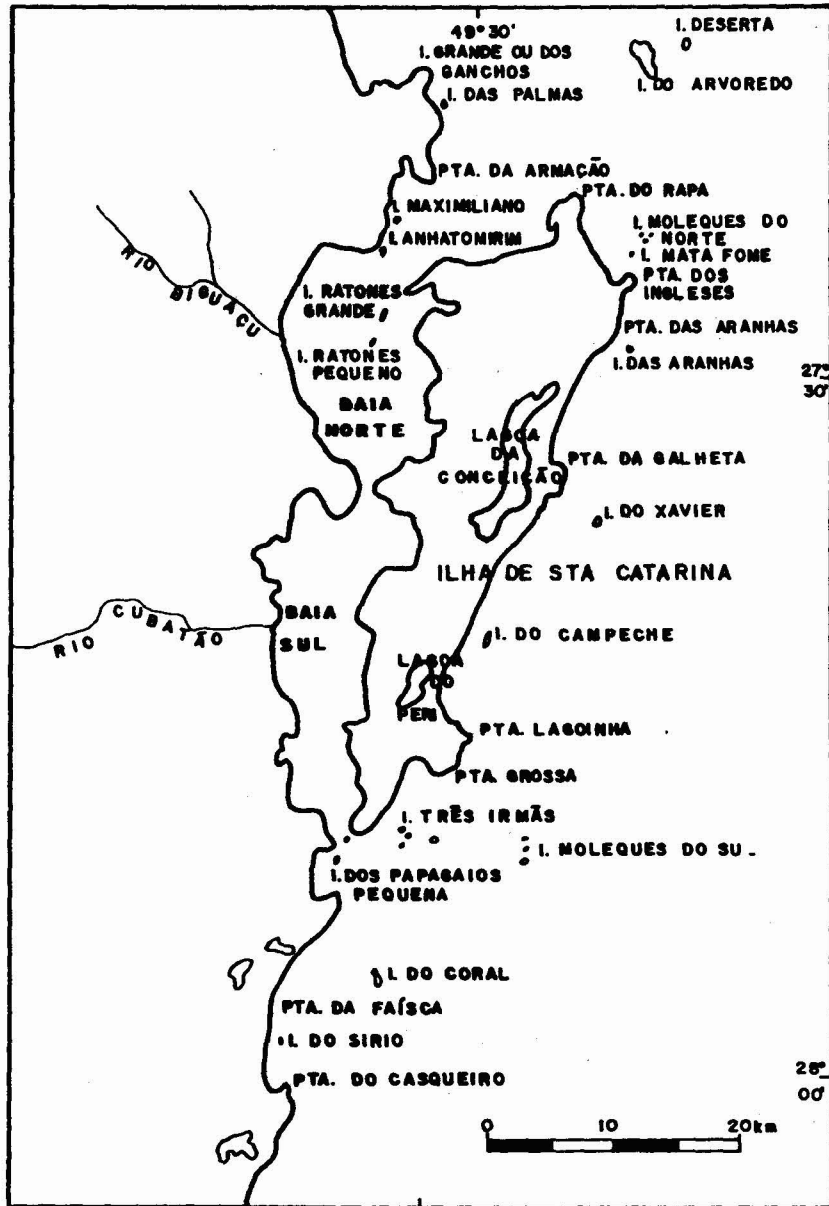 49°30'
I. DESERTA
I. GRANDE OU DOS
GANCHOS
I. DO ARVOREDO
I. DAS PALMAS
PTA. DA ARMAÇÃO
PTA. DO RAPA
I. MAXIMILIANO
I. MOLEQUES DO
NORTE
I. ANHATOMIRIM
I. MATA FOME
PTA. DOS
INGLESES
RIO BIGUAÇU
I. RATONES
GRANDE
PTA. DAS ARANHAS
I. RATONES
PEQUENO
I. DAS ARANHAS
27°
30'
BAIA
NORTE
LAGOA
DA
CONCEIÇÃO
PTA. DA GALHETA
I. DO XAVIER
ILHA DE STA CATARINA
RIO CUBATÃO
BAIA
SUL
I. DO CAMPECHE
LAGOA
DO
PERI
PTA. LAGOINHA
PTA. GROSSA
I. TRÊS IRMÃS
I. MOLEQUES DO SU_
I. DOS PAPAGAIOS
PEQUENA
I. DO CORAL
PTA. DA FAÍSCA
I. DO SIRIO
PTA. DO CASQUEIRO
28°
00'
0 10 20km